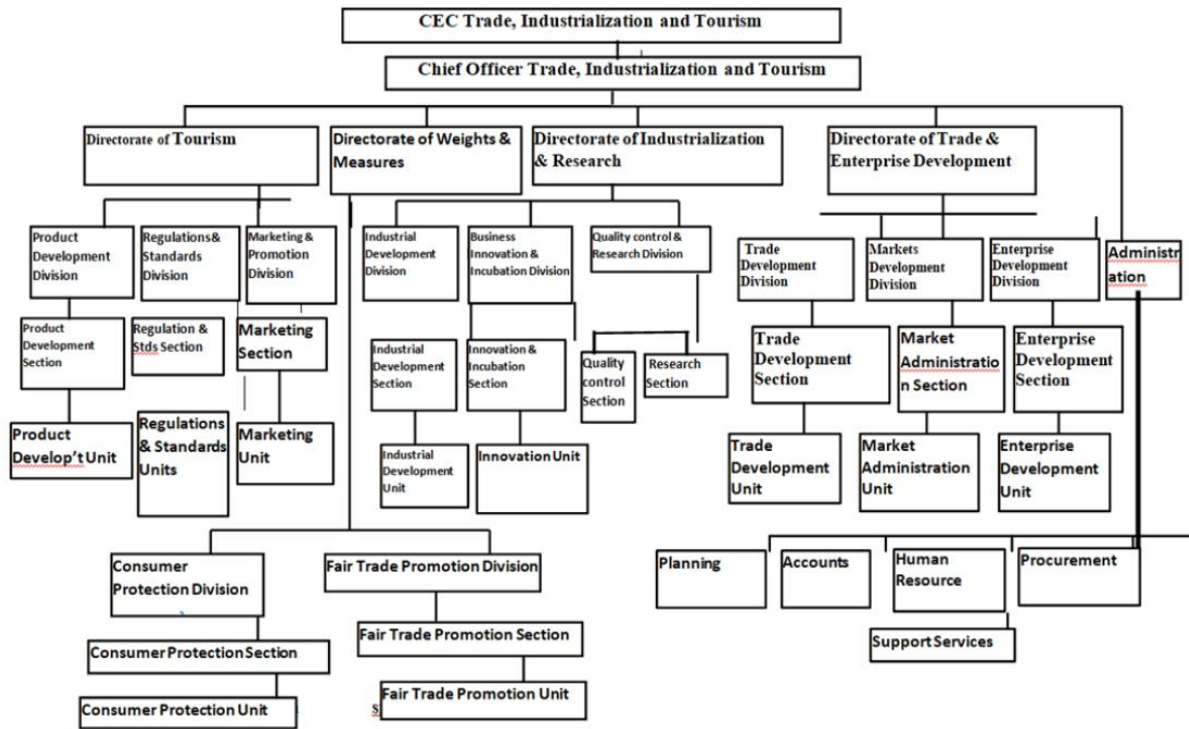 CEC Trade, Industrialization and Tourism
Chief Officer Trade, Industrialization and Tourism
Directorate of Tourism
Directorate of Weights &
Measures
Directorate of Industrialization
& Research
Directorate of Trade &
Enterprise Development
Product
Development
Division
Regulations&
Standards Division
Marketing &
Promotion
Division
Industrial
Development
Division
Business
Innovation &
Incubation Division
Quality control &
Research Division
Trade
Development
Division
Markets
Development
Division
Enterprise
Development
Division
Administr
ation
Product
Development
Section
Regulation &
Stds Section
Marketing
Section
Industrial
Development
Section
Innovation &
Incubation
Section
Quality
control
Section
Research
Section
Trade
Development
Section
Market
Administratio
n Section
Enterprise
Development
Section
Product
Develop't Unit
Regulations
& Standards
Units
Marketing
Unit
Industrial
Development
Unit
Innovation Unit
Trade
Development
Unit
Market
Administration
Unit
Enterprise
Development
Unit
Consumer
Protection Division
Fair Trade Promotion Division
Planning
Accounts
Human
Resource
Procurement
Consumer Protection Section
Fair Trade Promotion Section
Support Services
Consumer Protection Unit
S
Fair Trade Promotion Unit